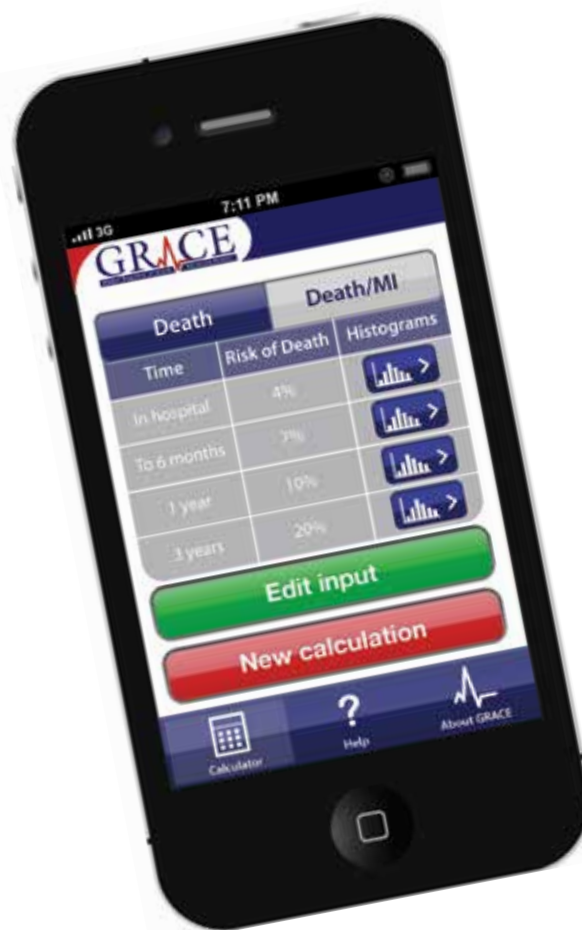 3G 7:11 PM
GRACE
Death Death/MI
Time Risk of Death Histograms
In hospital 4%
To 6 months 7%
1 year 10%
3 years 20%
Edit input
New calculation
Calculator Help About GRACE